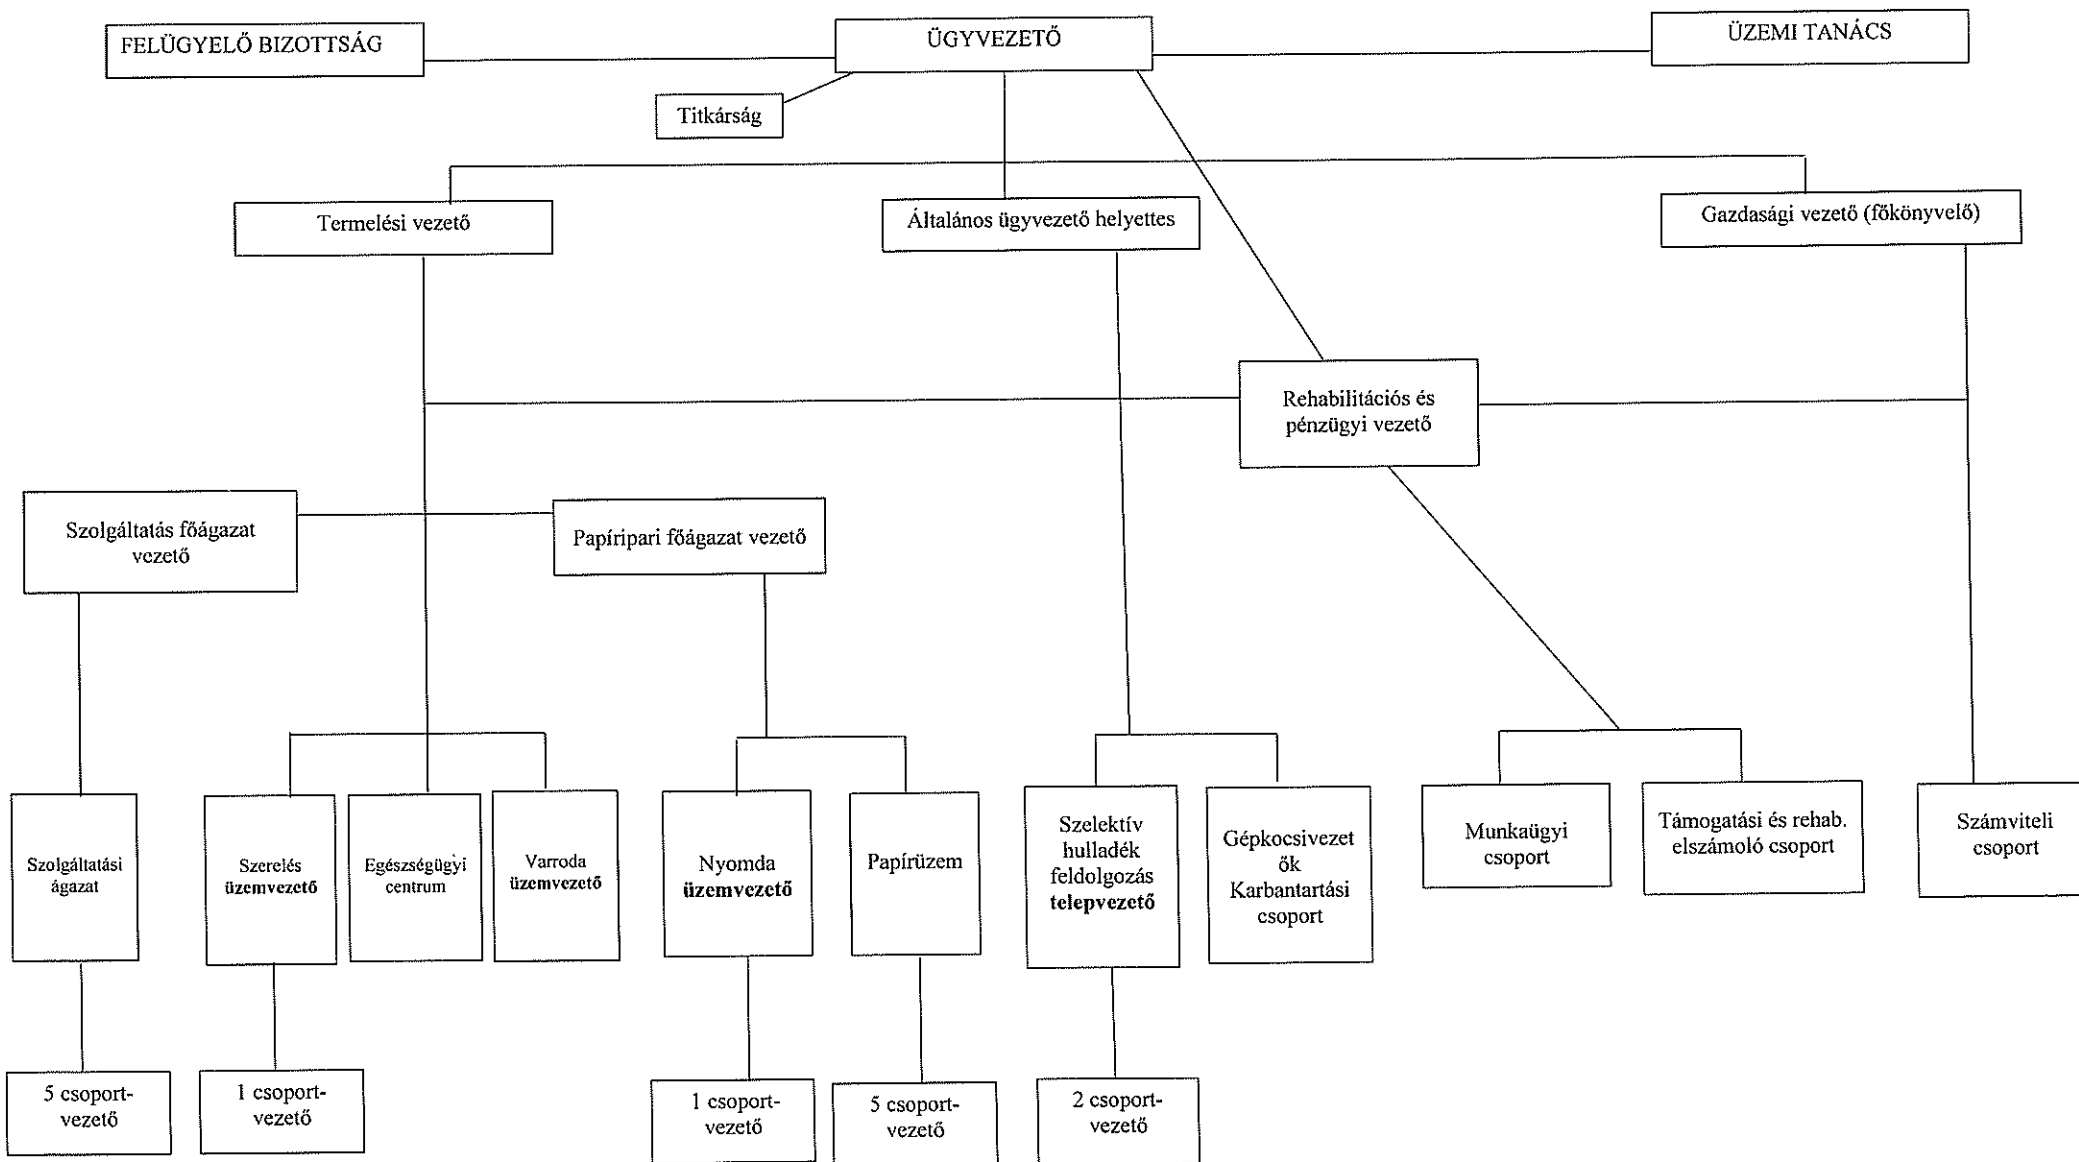 FELÜGYELŐ BIZOTTSÁG
ÜGYVEZETŐ
ÜZEMI TANÁCS
Titkárság
Termelési vezető
Általános ügyvezető helyettes
Gazdasági vezető (főkönyvelő)
Rehabilitációs és
pénzügyi vezető
Szolgáltatás főágazat
vezető
Papíripari főágazat vezető
Szolgáltatási
ágazat
Szerelés
üzemvezető
Egészségügyi
centrum
Varroda
üzemvezető
Nyomda
üzemvezető
Papírüzem
Szelektív
hulladék
feldolgozás
telepvezető
Gépkocsivezet
ők
Karbantartási
csoport
Munkaügyi
csoport
Támogatási és rehab.
elszámoló csoport
Számviteli
csoport
5 csoport-
vezető
1 csoport-
vezető
1 csoport-
vezető
5 csoport-
vezető
2 csoport-
vezető